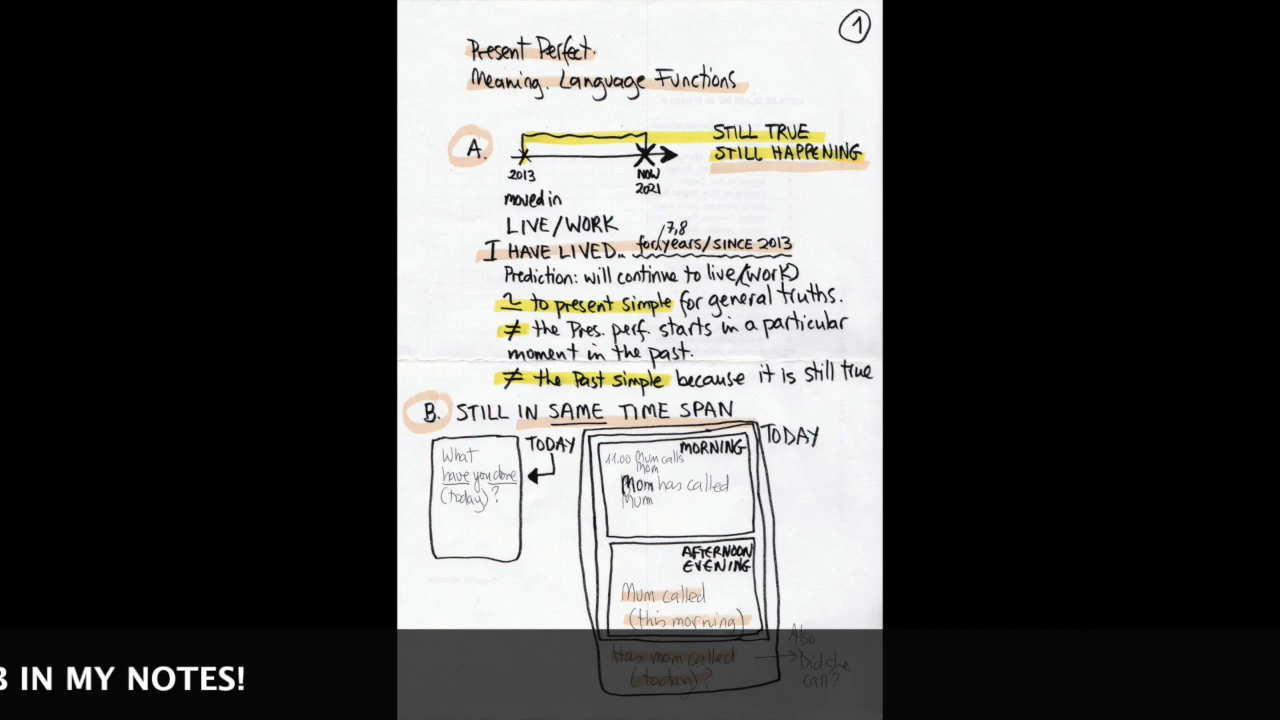 1
Present Perfect.
Meaning. Language Functions
A.
STILL TRUE
STILL HAPPENING
2013
NOW
2021
moved in
LIVE/WORK
7,8
I HAVE LIVED.. for/years/SINCE 2013
Prediction: will continue to live/(work)
≃ to present simple for general truths.
≠ the Pres. perf. starts in a particular
moment in the past.
≠ the Past simple because it is still true
B. STILL IN SAME TIME SPAN
TODAY
What
have you done
(today)?
TODAY
MORNING
11.00 Mum calls
Mom
Mom has called
Mum
AFTERNOON
EVENING
Mum called
(this morning)
Has mom called
(today)?
Also
Did she
call?
B IN MY NOTES!